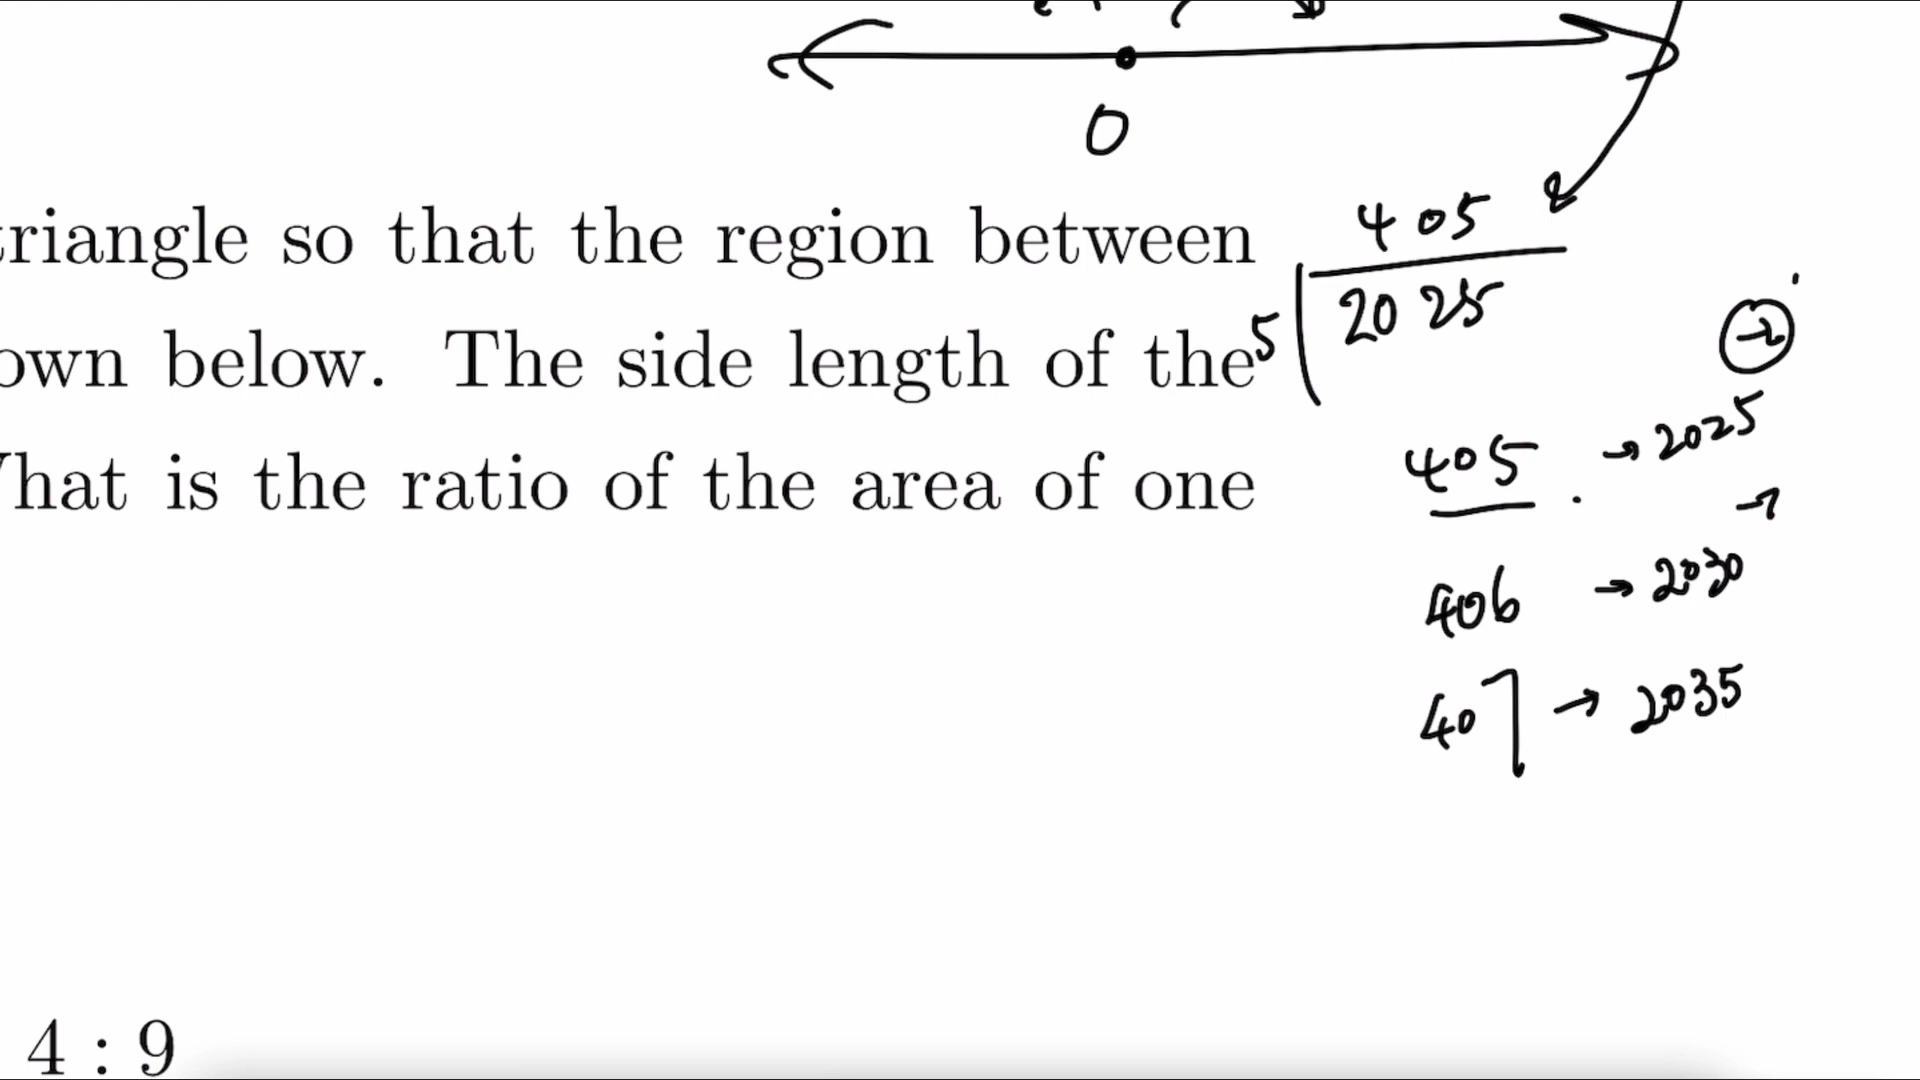 0
triangle so that the region between
405
5 2025
own below. The side length of the
405 → 2025
hat is the ratio of the area of one
406 → 2030
407 → 2035
4 : 9